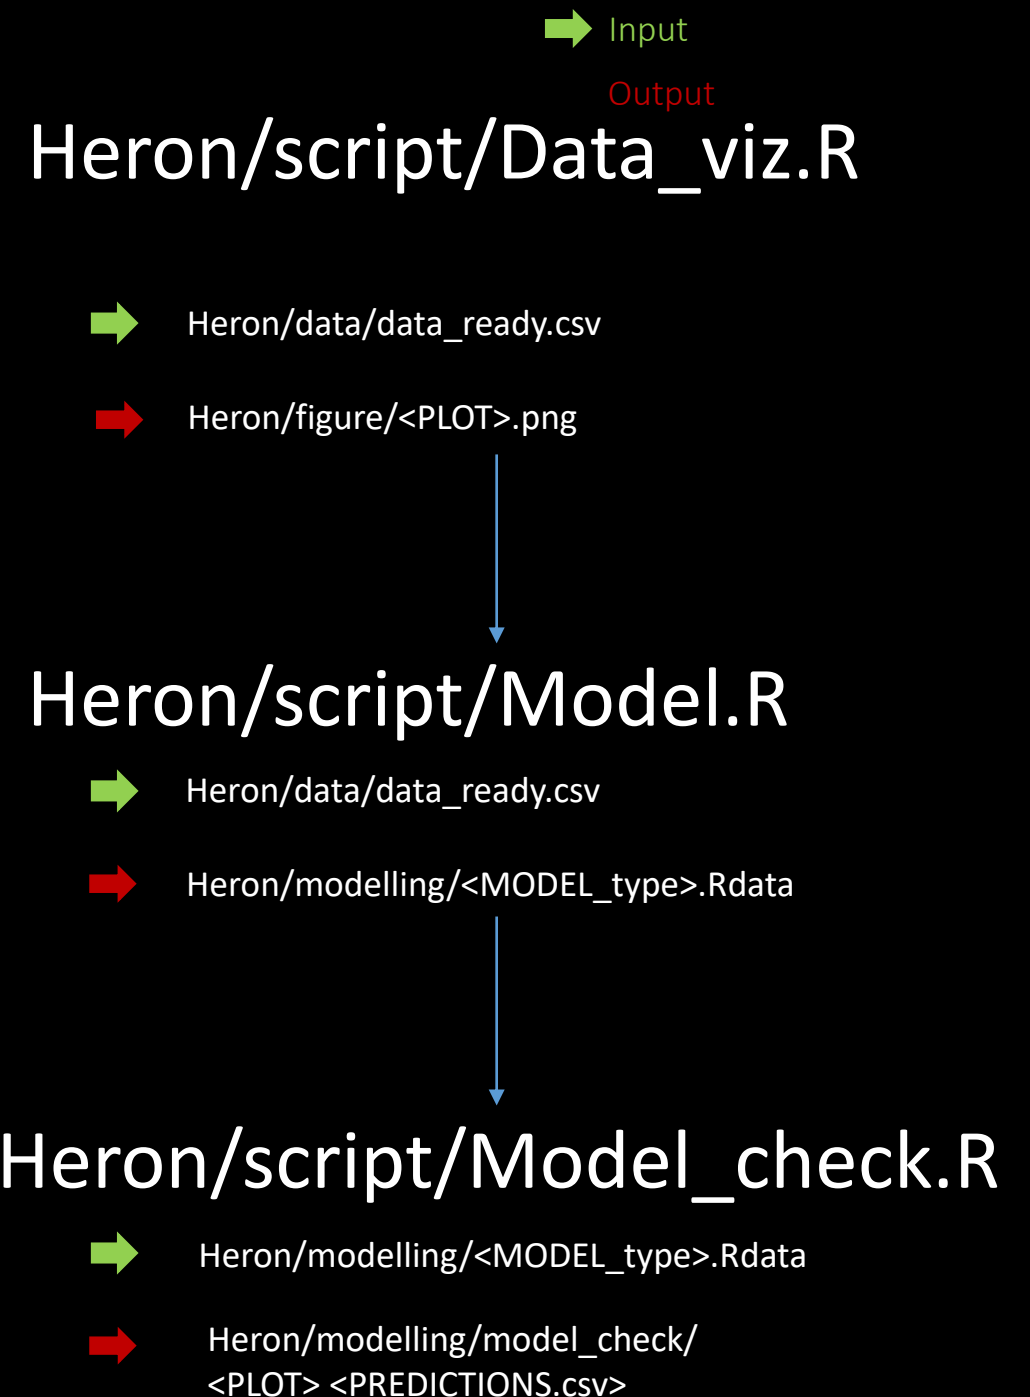 Input
Output
Heron/script/Data_viz.R
Heron/data/data_ready.csv
Heron/figure/<PLOT>.png
Heron/script/Model.R
Heron/data/data_ready.csv
Heron/modelling/<MODEL_type>.Rdata
Heron/script/Model_check.R
Heron/modelling/<MODEL_type>.Rdata
Heron/modelling/model_check/
<PLOT> <PREDICTIONS.csv>